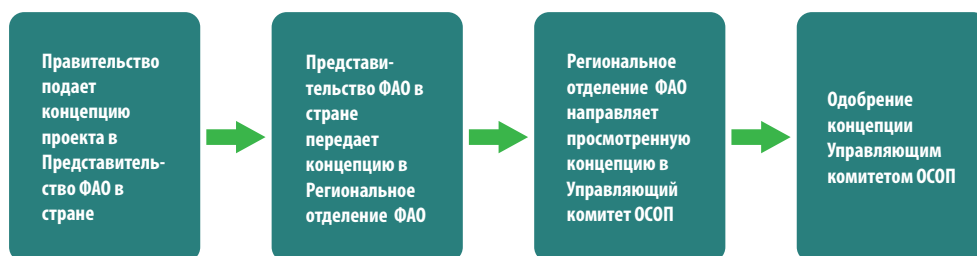 Правительство
подает
концепцию
проекта в
Представитель-
ство ФАО в
стране
Представи-
тельство ФАО в
стране
передает
концепцию в
Региональное
отделение ФАО
Региональное
отделение ФАО
направляет
просмотренную
концепцию в
Управляющий
комитет ОСОП
Одобрение
концепции
Управляющим
комитетом ОСОП